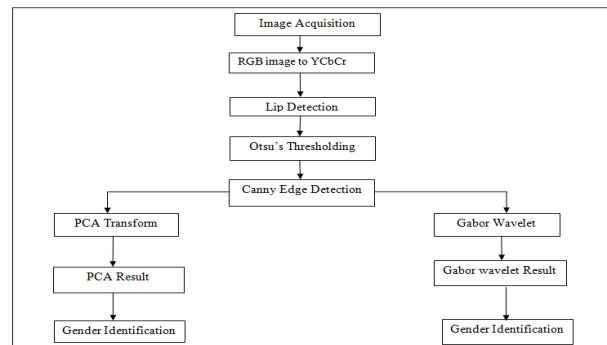 Image Acquisition
RGB image to YCbCr
Lip Detection
Otsu's Thresholding
Canny Edge Detection
PCA Transform
Gabor Wavelet
PCA Result
Gabor wavelet Result
Gender Identification
Gender Identification